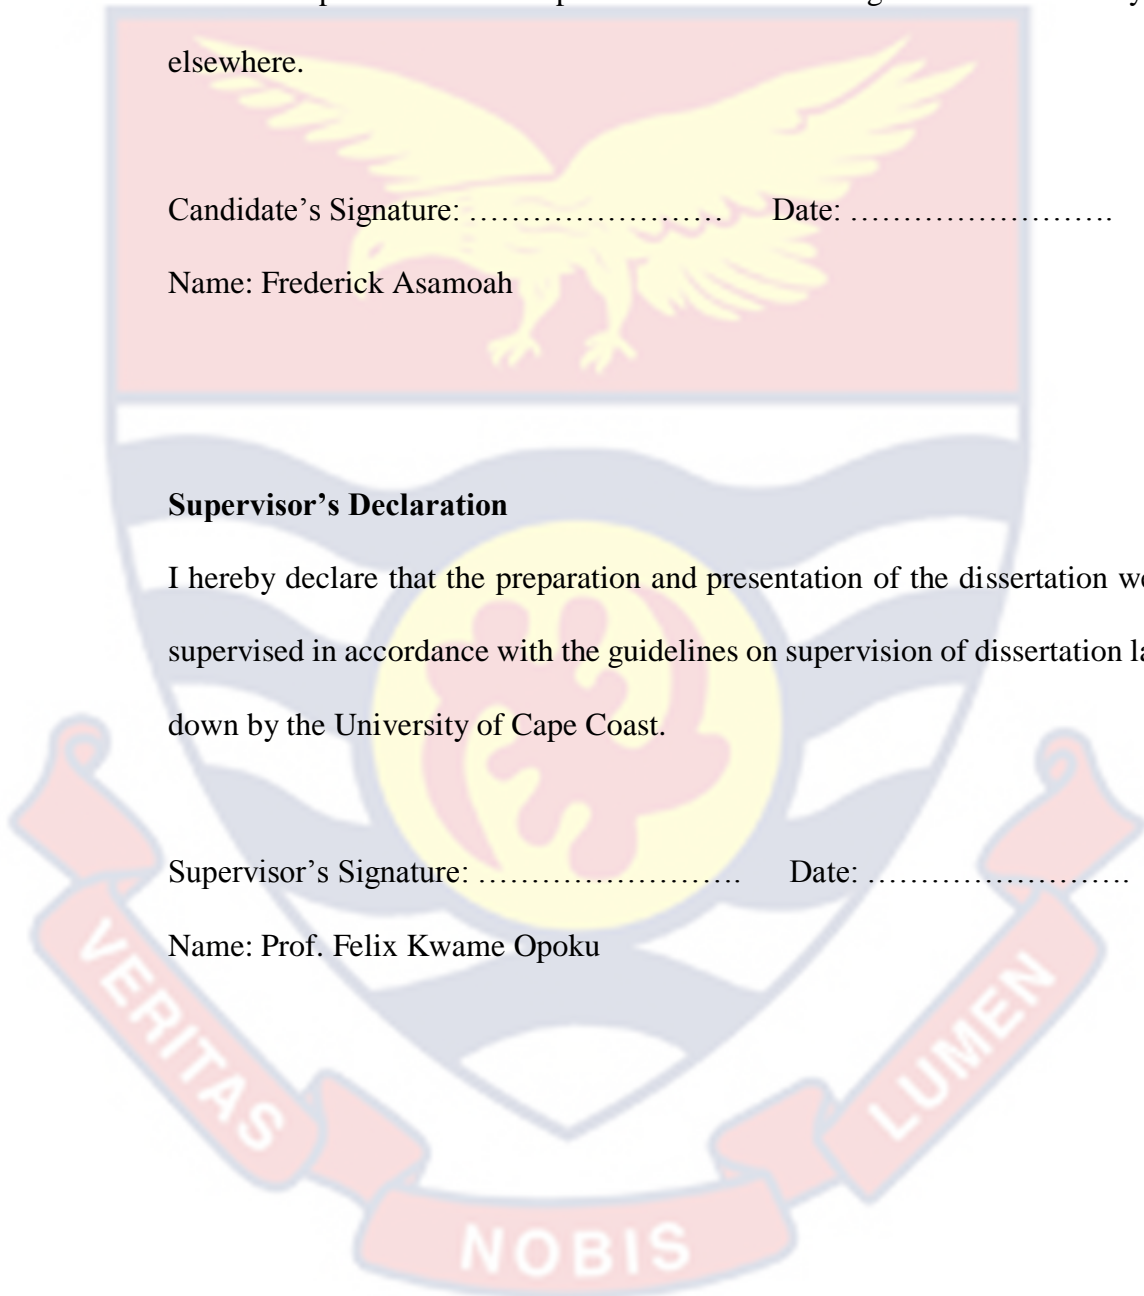 elsewhere.
Candidate’s Signature: …………………… Date: …………………….
Name: Frederick Asamoah
Supervisor’s Declaration
I hereby declare that the preparation and presentation of the dissertation
supervised in accordance with the guidelines on supervision of dissertation
down by the University of Cape Coast.
Supervisor’s Signature: ……………………. Date: …………………….
Name: Prof. Felix Kwame Opoku
VERITAS
NOBIS
LUMEN